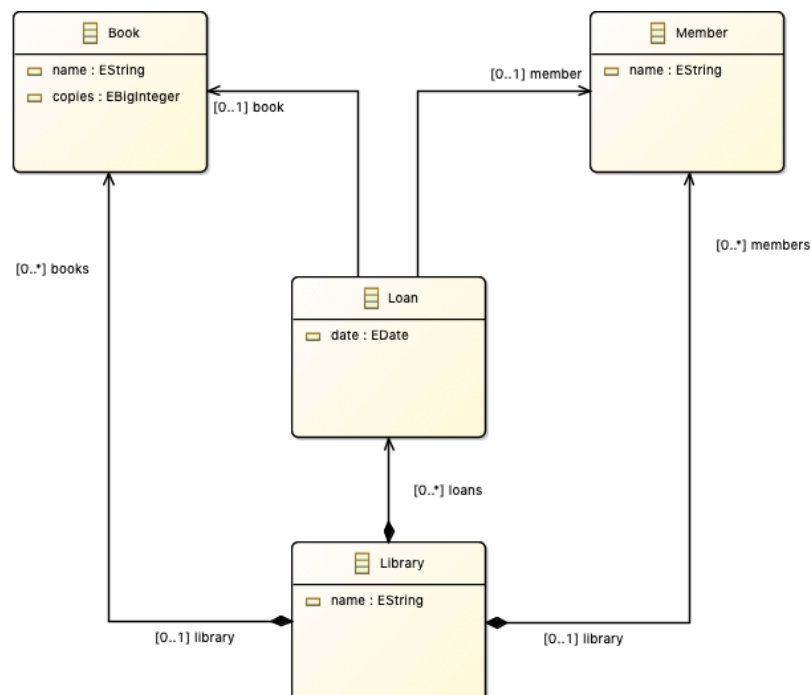 Book
name : EString
copies : EBigInteger
Member
name : EString
[0..1] member
[0..1] book
[0..*] books
[0..*] members
Loan
date : EDate
[0..*] loans
Library
name : EString
[0..1] library
[0..1] library